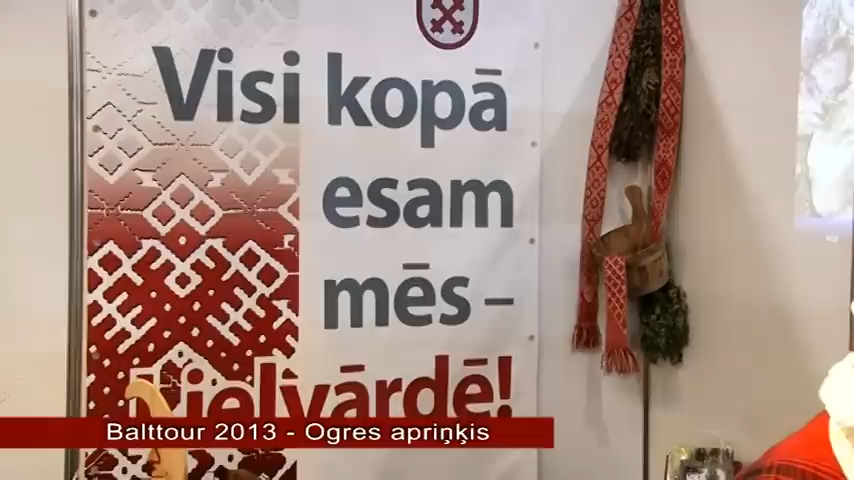 Visi kopā
esam
mēs –
Lielvārdē!
Balttour 2013 - Ogres apriņķis